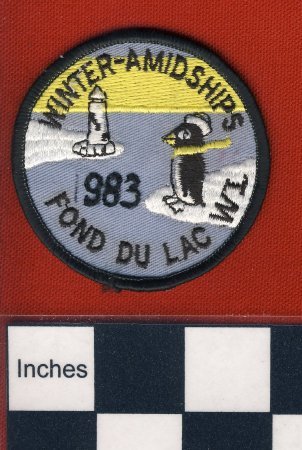 WINTER-AMIDSHIPS
983
FOND DU LAC WI.
Inches